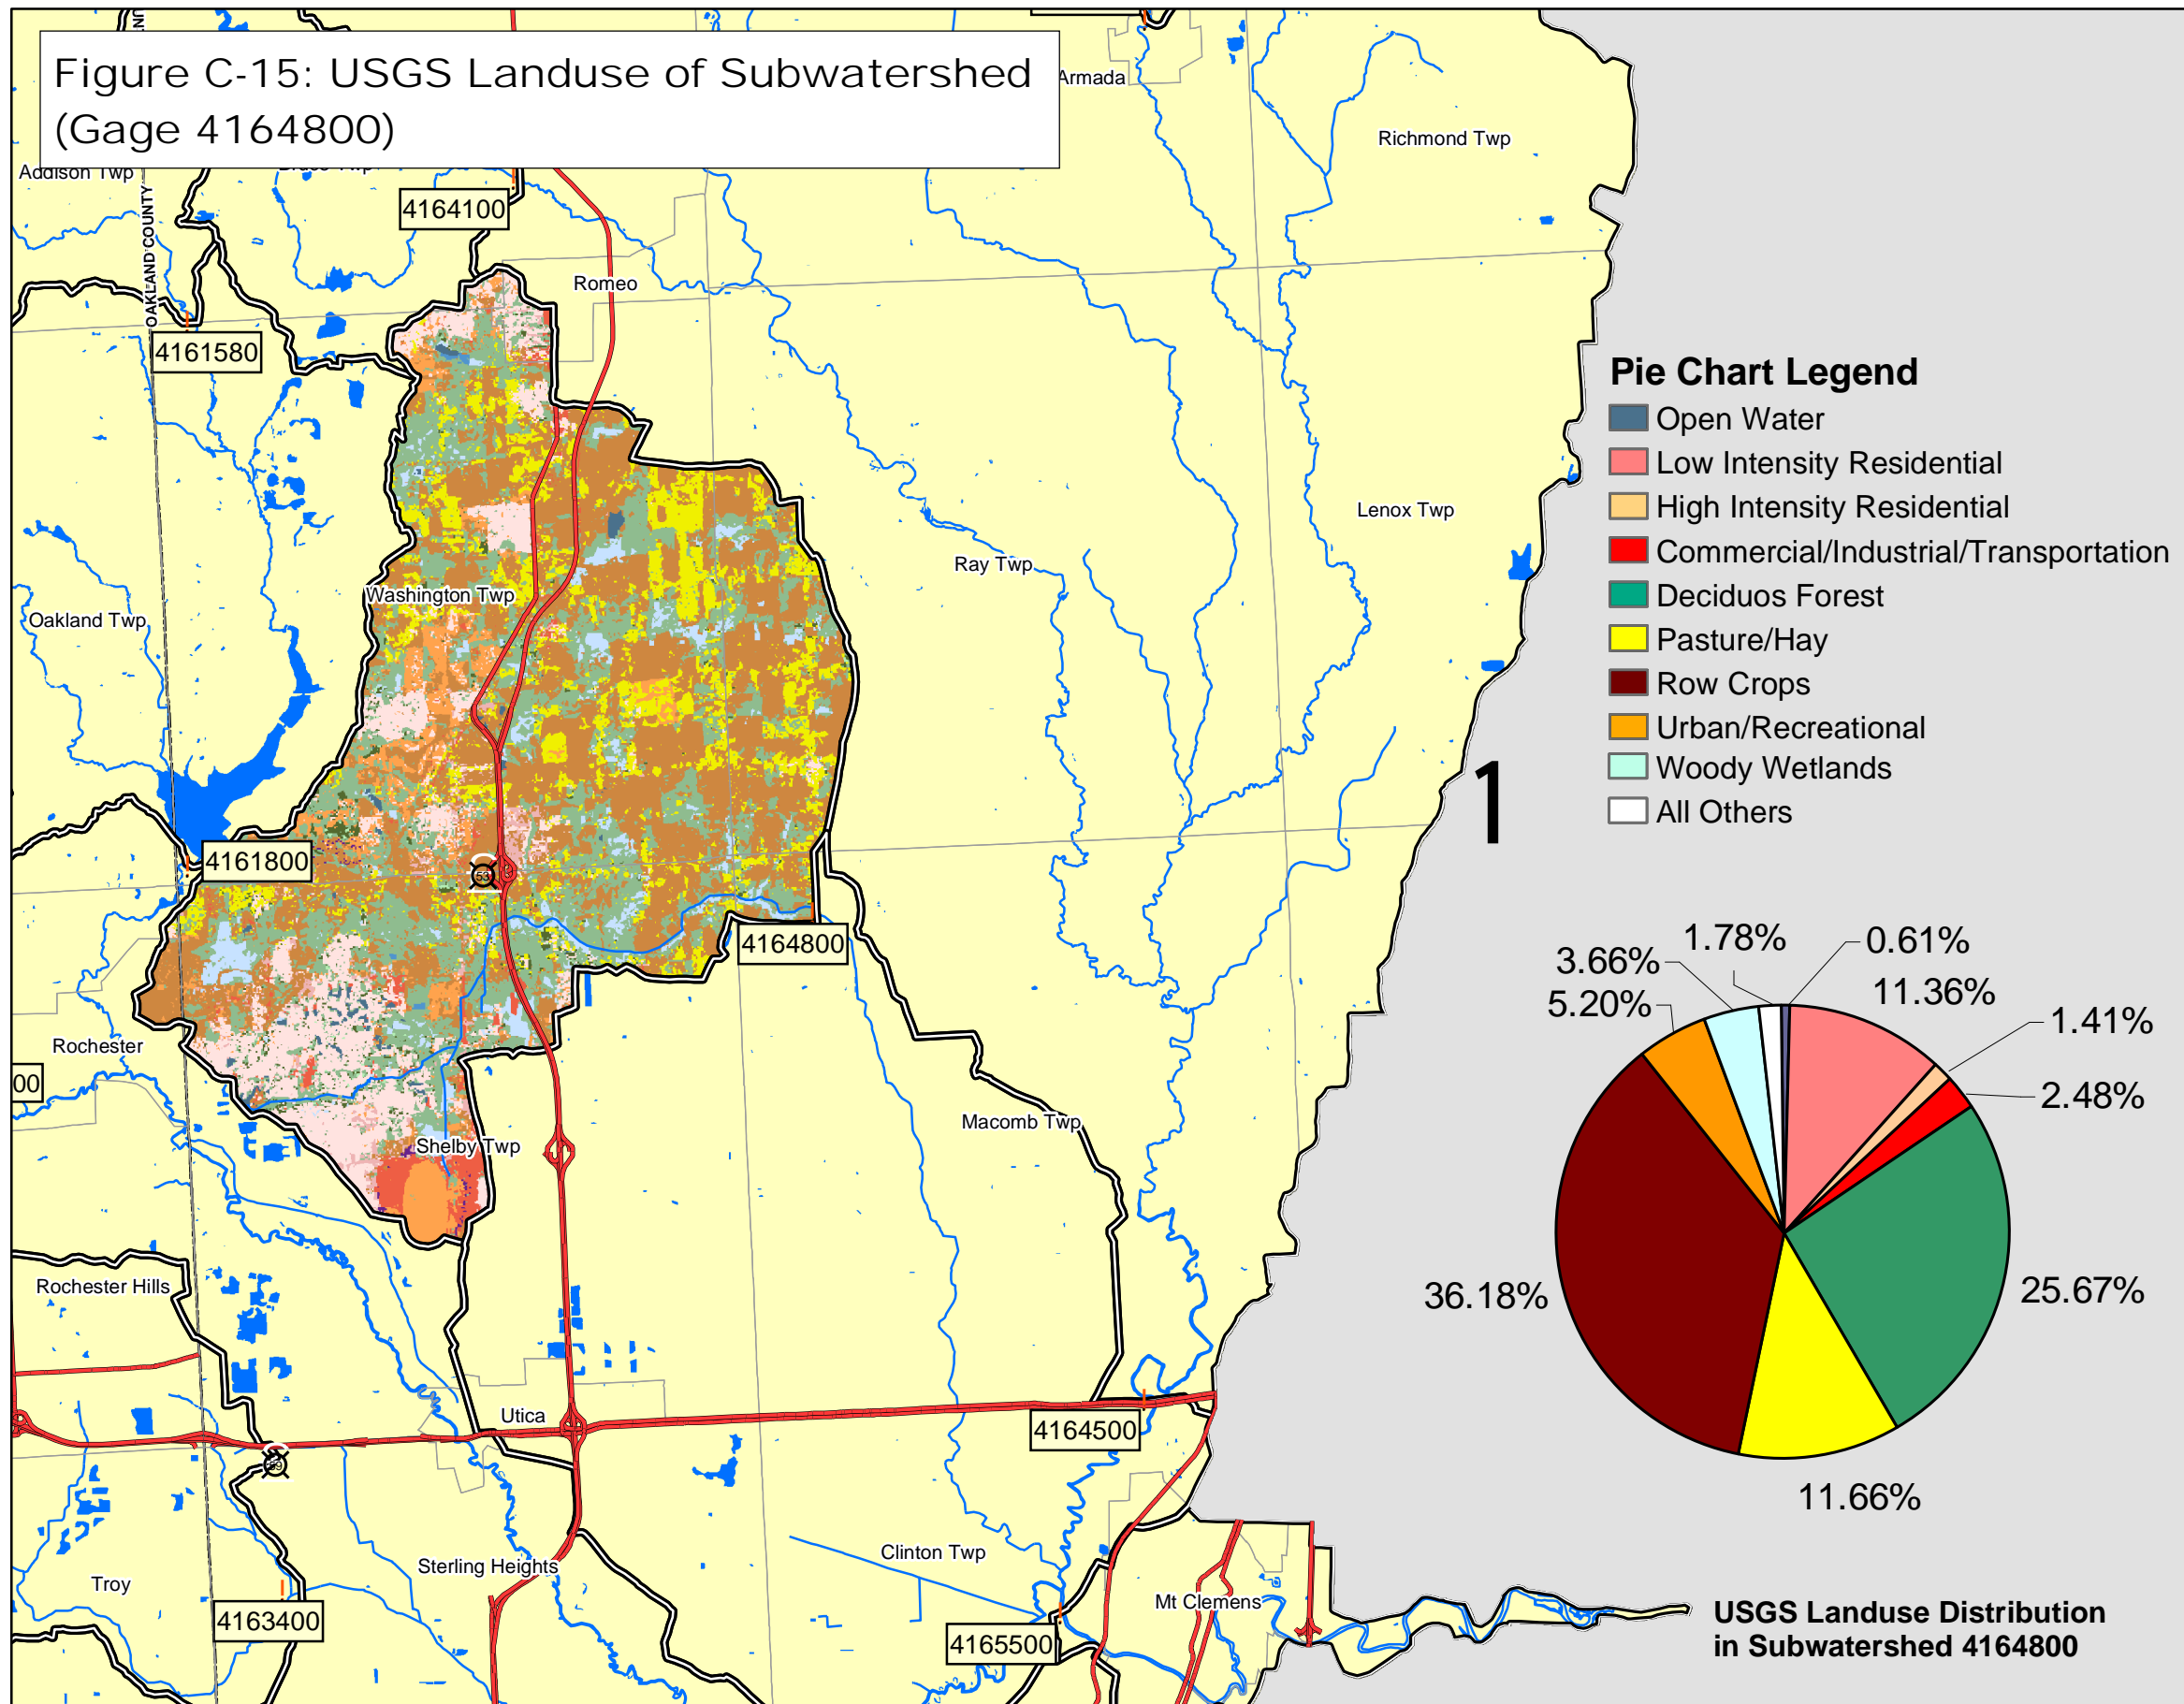 Figure C-15: USGS Landuse of Subwatershed
(Gage 4164800)
Armada
Richmond Twp
Addison Twp
4164100
OAKLAND COUNTY
Romeo
4161580
Pie Chart Legend
Open Water
Low Intensity Residential
High Intensity Residential
Commercial/Industrial/Transportation
Deciduos Forest
Pasture/Hay
Row Crops
Urban/Recreational
Woody Wetlands
All Others
Lenox Twp
Ray Twp
Washington Twp
Oakland Twp
1
4161800
53
4164800
Rochester
00
Macomb Twp
Shelby Twp
Rochester Hills
Utica
4164500
59
Sterling Heights
Clinton Twp
Troy
Mt Clemens
4163400
4165500
1.78%
0.61%
3.66%
11.36%
5.20%
1.41%
2.48%
36.18%
25.67%
11.66%
USGS Landuse Distribution
in Subwatershed 4164800